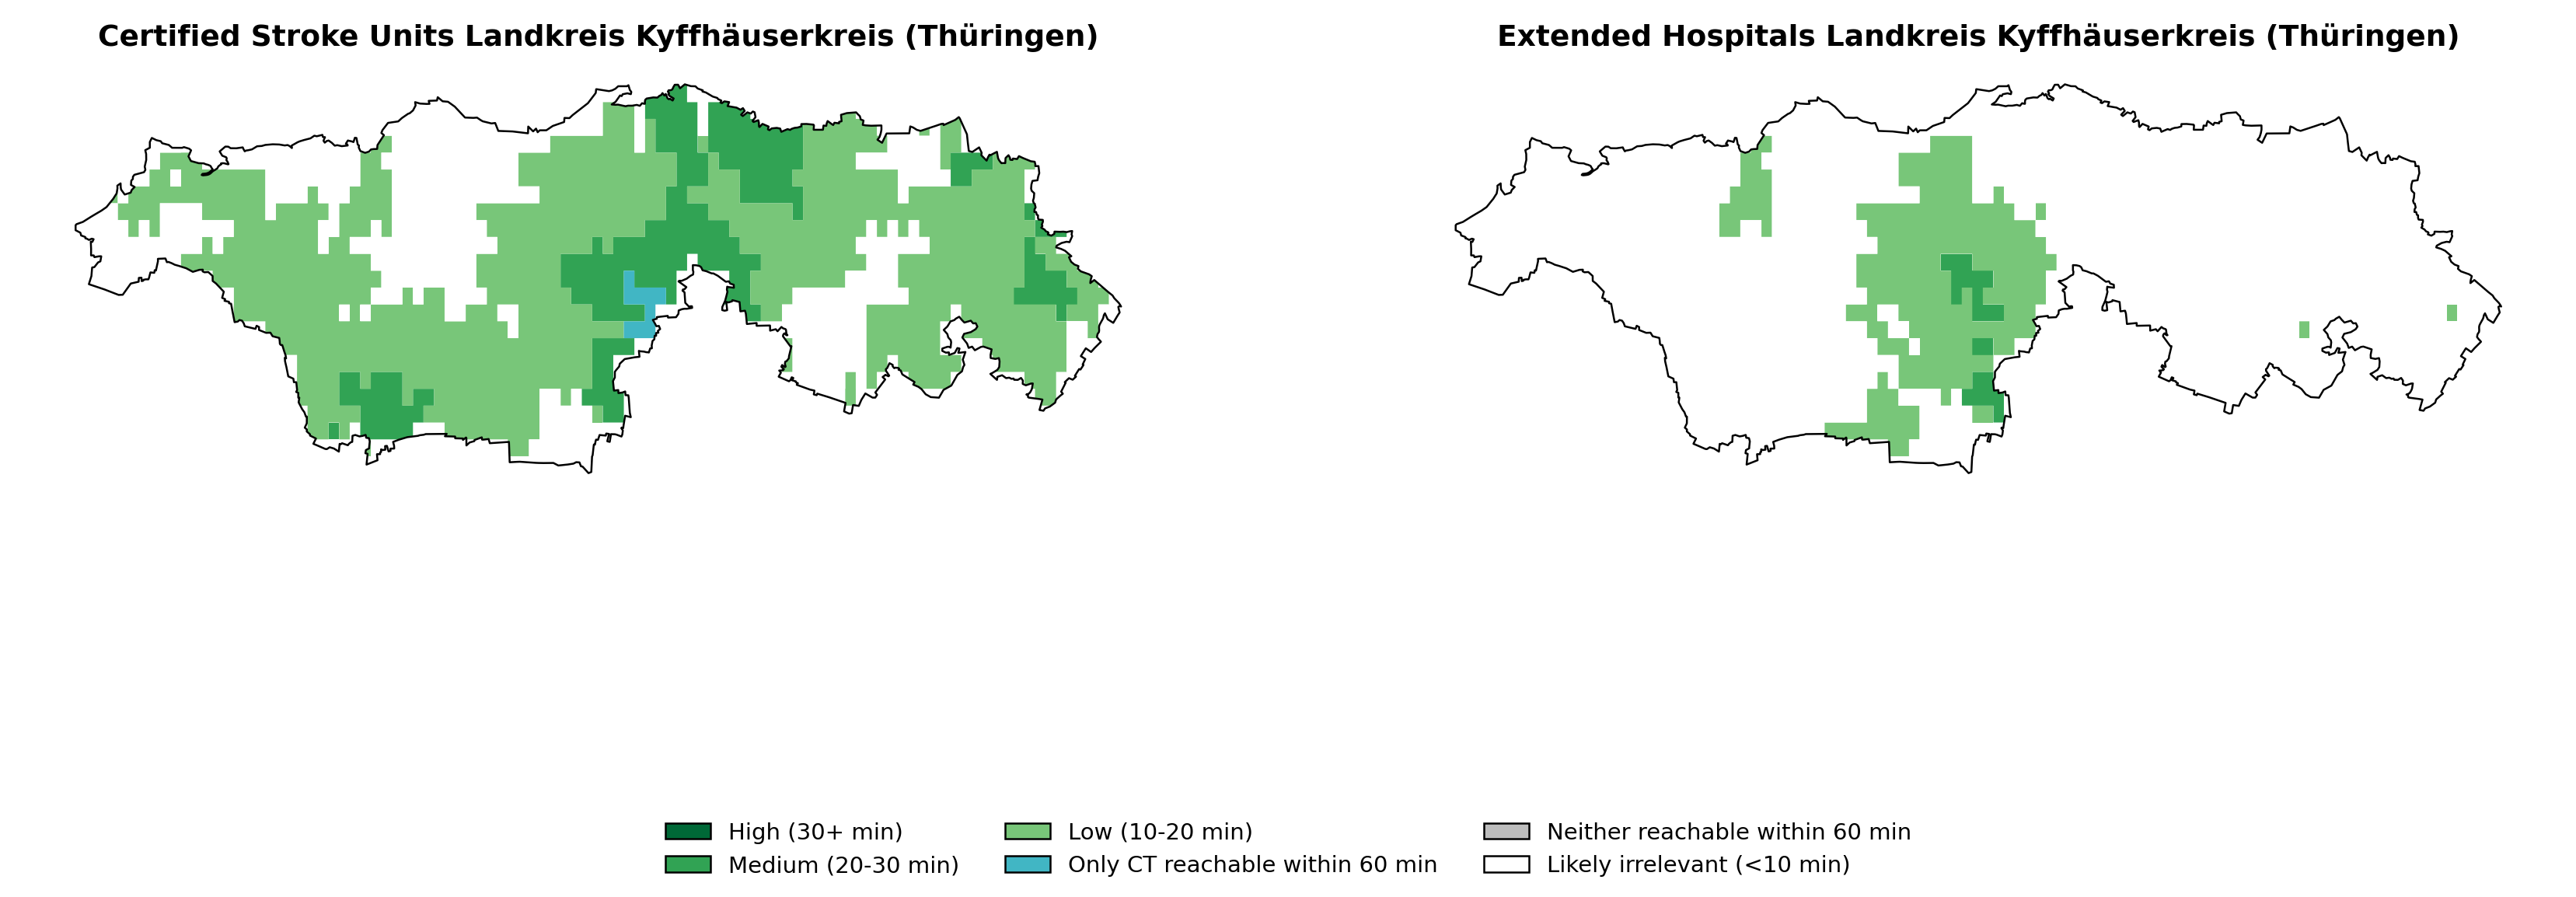 Certified Stroke Units Landkreis Kyffhäuserkreis (Thüringen)
Extended Hospitals Landkreis Kyffhäuserkreis (Thüringen)
High (30+ min)
Medium (20-30 min)
Low (10-20 min)
Only CT reachable within 60 min
Neither reachable within 60 min
Likely irrelevant (<10 min)